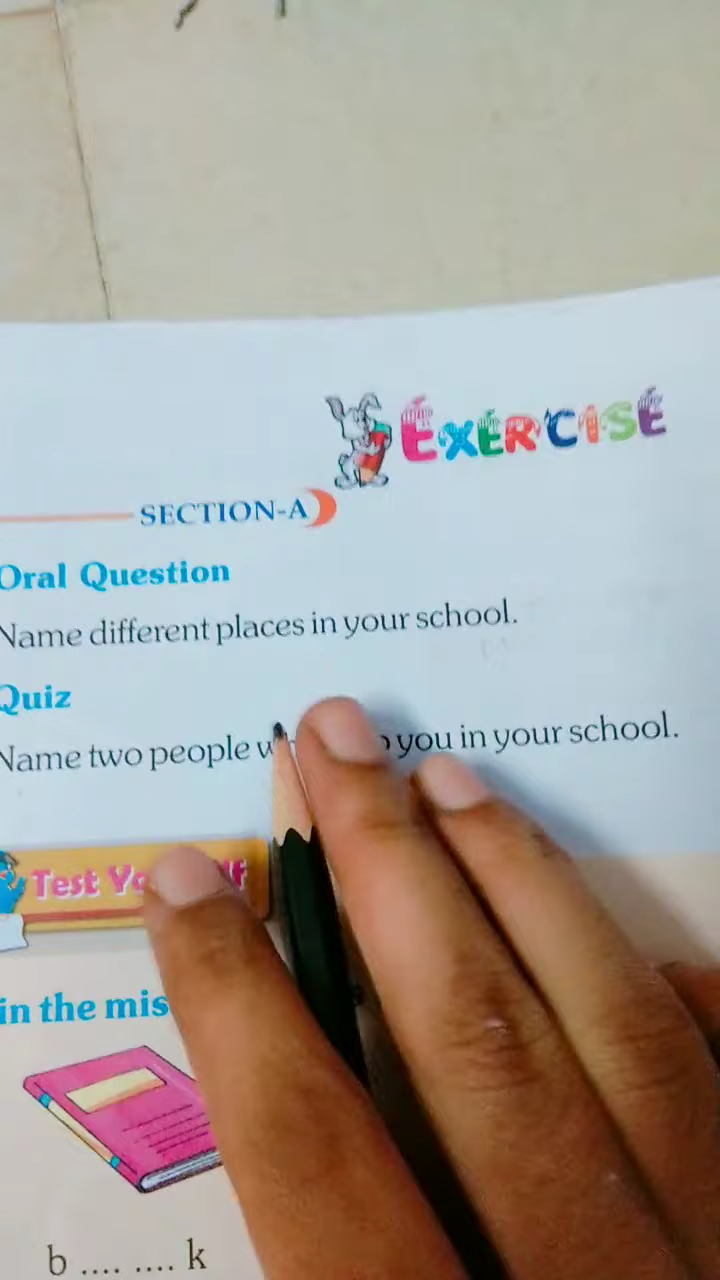 EXERCISE
SECTION-A
Oral Question
Name different places in your school.
Quiz
Name two people you in your school.
Test
in the
b .... .... k